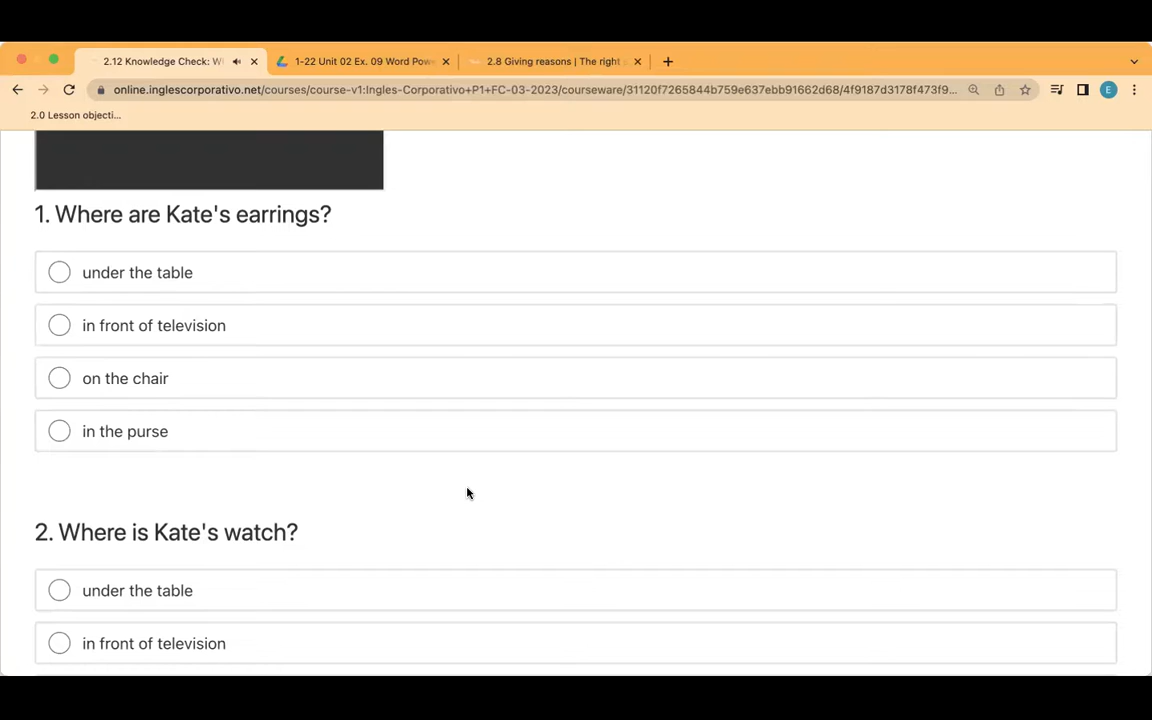 2.12 Knowledge Check: W
1-22 Unit 02 Ex. 09 Word Pow
2.8 Giving reasons | The right
online.inglescorporativo.net/courses/course-v1:Ingles-Corporativo+P1+FC-03-2023/courseware/31120f7265844b759e637ebb91662d68/4f9187d3178f473f9...
E
2.0 Lesson objecti...
1. Where are Kate's earrings?
under the table
in front of television
on the chair
in the purse
2. Where is Kate's watch?
under the table
in front of television